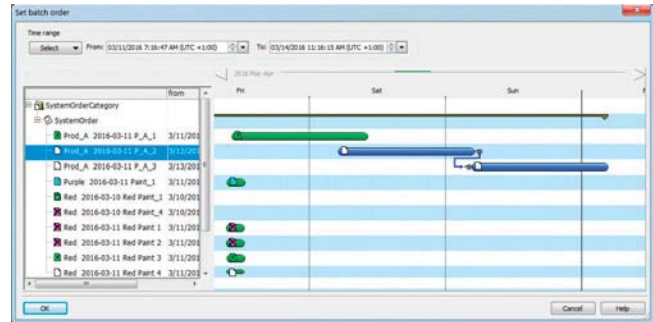 Set batch order
Time range
Select From: 03/11/2016 7:16:47 AM (UTC +1:00) To: 03/14/2016 11:16:15 AM (UTC +1:00)
2016 Mar-Apr
from Fri Sat Sun
SystemOrderCategory
SystemOrder
Prod_A 2016-03-11 P_A_1 3/11/201
Prod_A 2016-03-11 P_A_2 3/12/201
Prod_A 2016-03-11 P_A_3 3/13/201
Purple 2016-03-11 Paint_1 3/11/201
Red 2016-03-10 Red Paint_1 3/10/201
Red 2016-03-10 Red Paint_4 3/10/201
Red 2016-03-11 Red Paint 1 3/11/201
Red 2016-03-11 Red Paint 2 3/11/201
Red 2016-03-11 Red Paint 3 3/11/201
Red 2016-03-11 Red Paint 4 3/11/201
OK Cancel Help